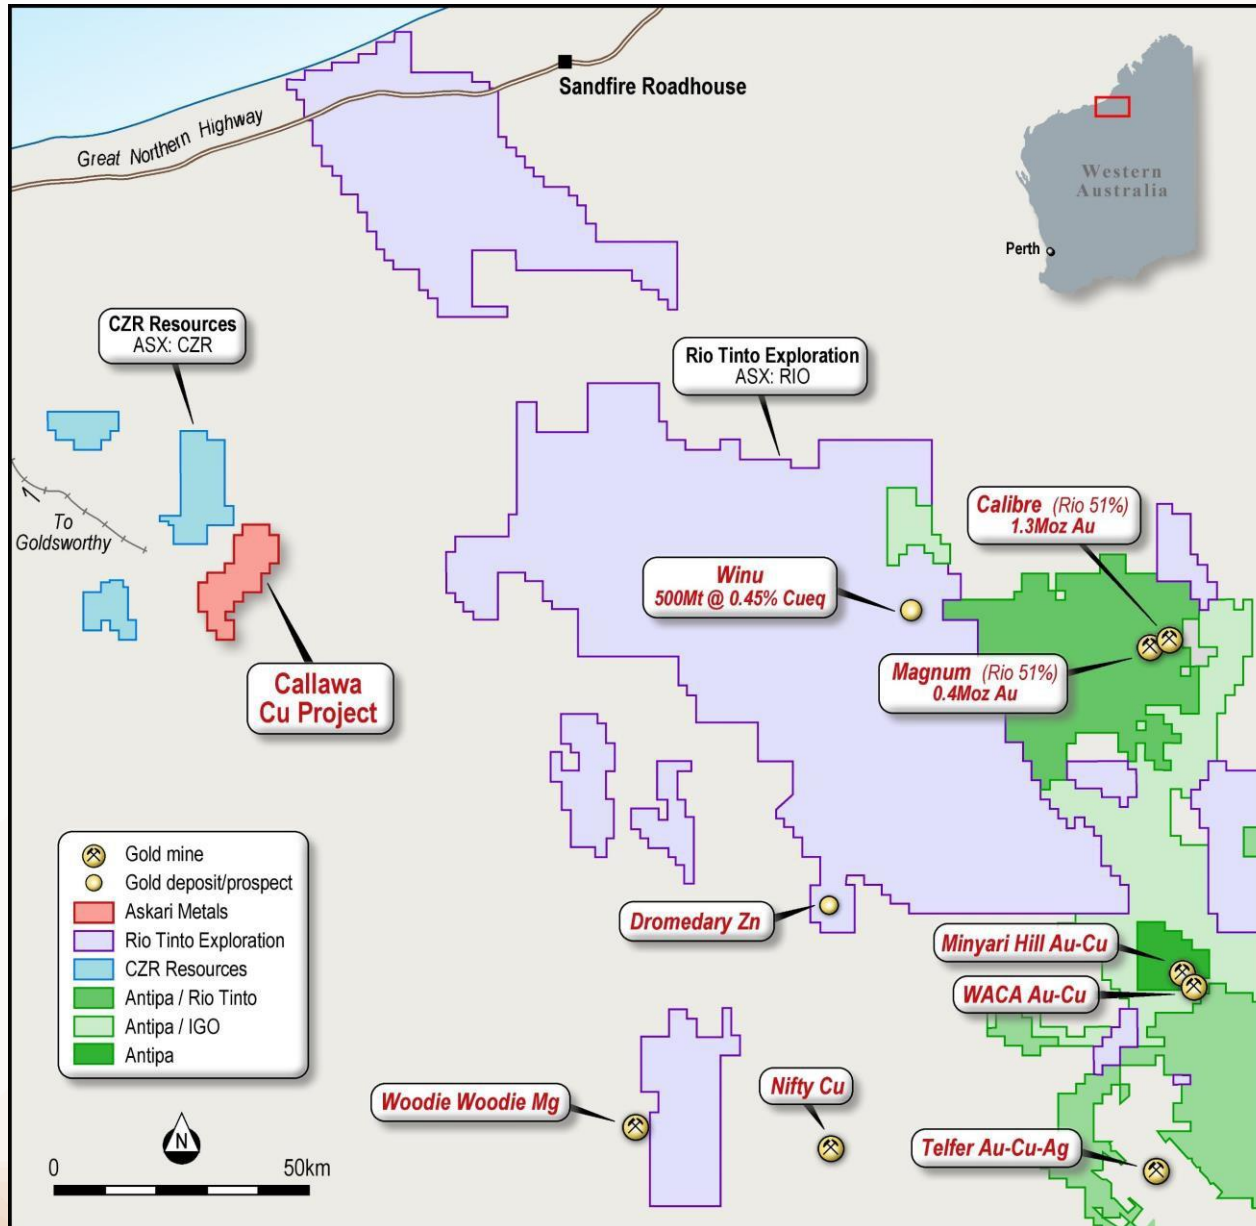 Sandfire Roadhouse
Great Northern Highway
Western
Australia
Perth
CZR Resources
ASX: CZR
Rio Tinto Exploration
ASX: RIO
To
Goldsworthy
Calibre (Rio 51%)
1.3Moz Au
Winu
500Mt @ 0.45% Cueq
Magnum (Rio 51%)
0.4Moz Au
Callawa
Cu Project
Gold mine
Gold deposit/prospect
Askari Metals
Rio Tinto Exploration
CZR Resources
Antipa / Rio Tinto
Antipa / IGO
Antipa
Dromedary Zn
Minyari Hill Au-Cu
WACA Au-Cu
Woodie Woodie Mg
Nifty Cu
Telfer Au-Cu-Ag
N
0 50km